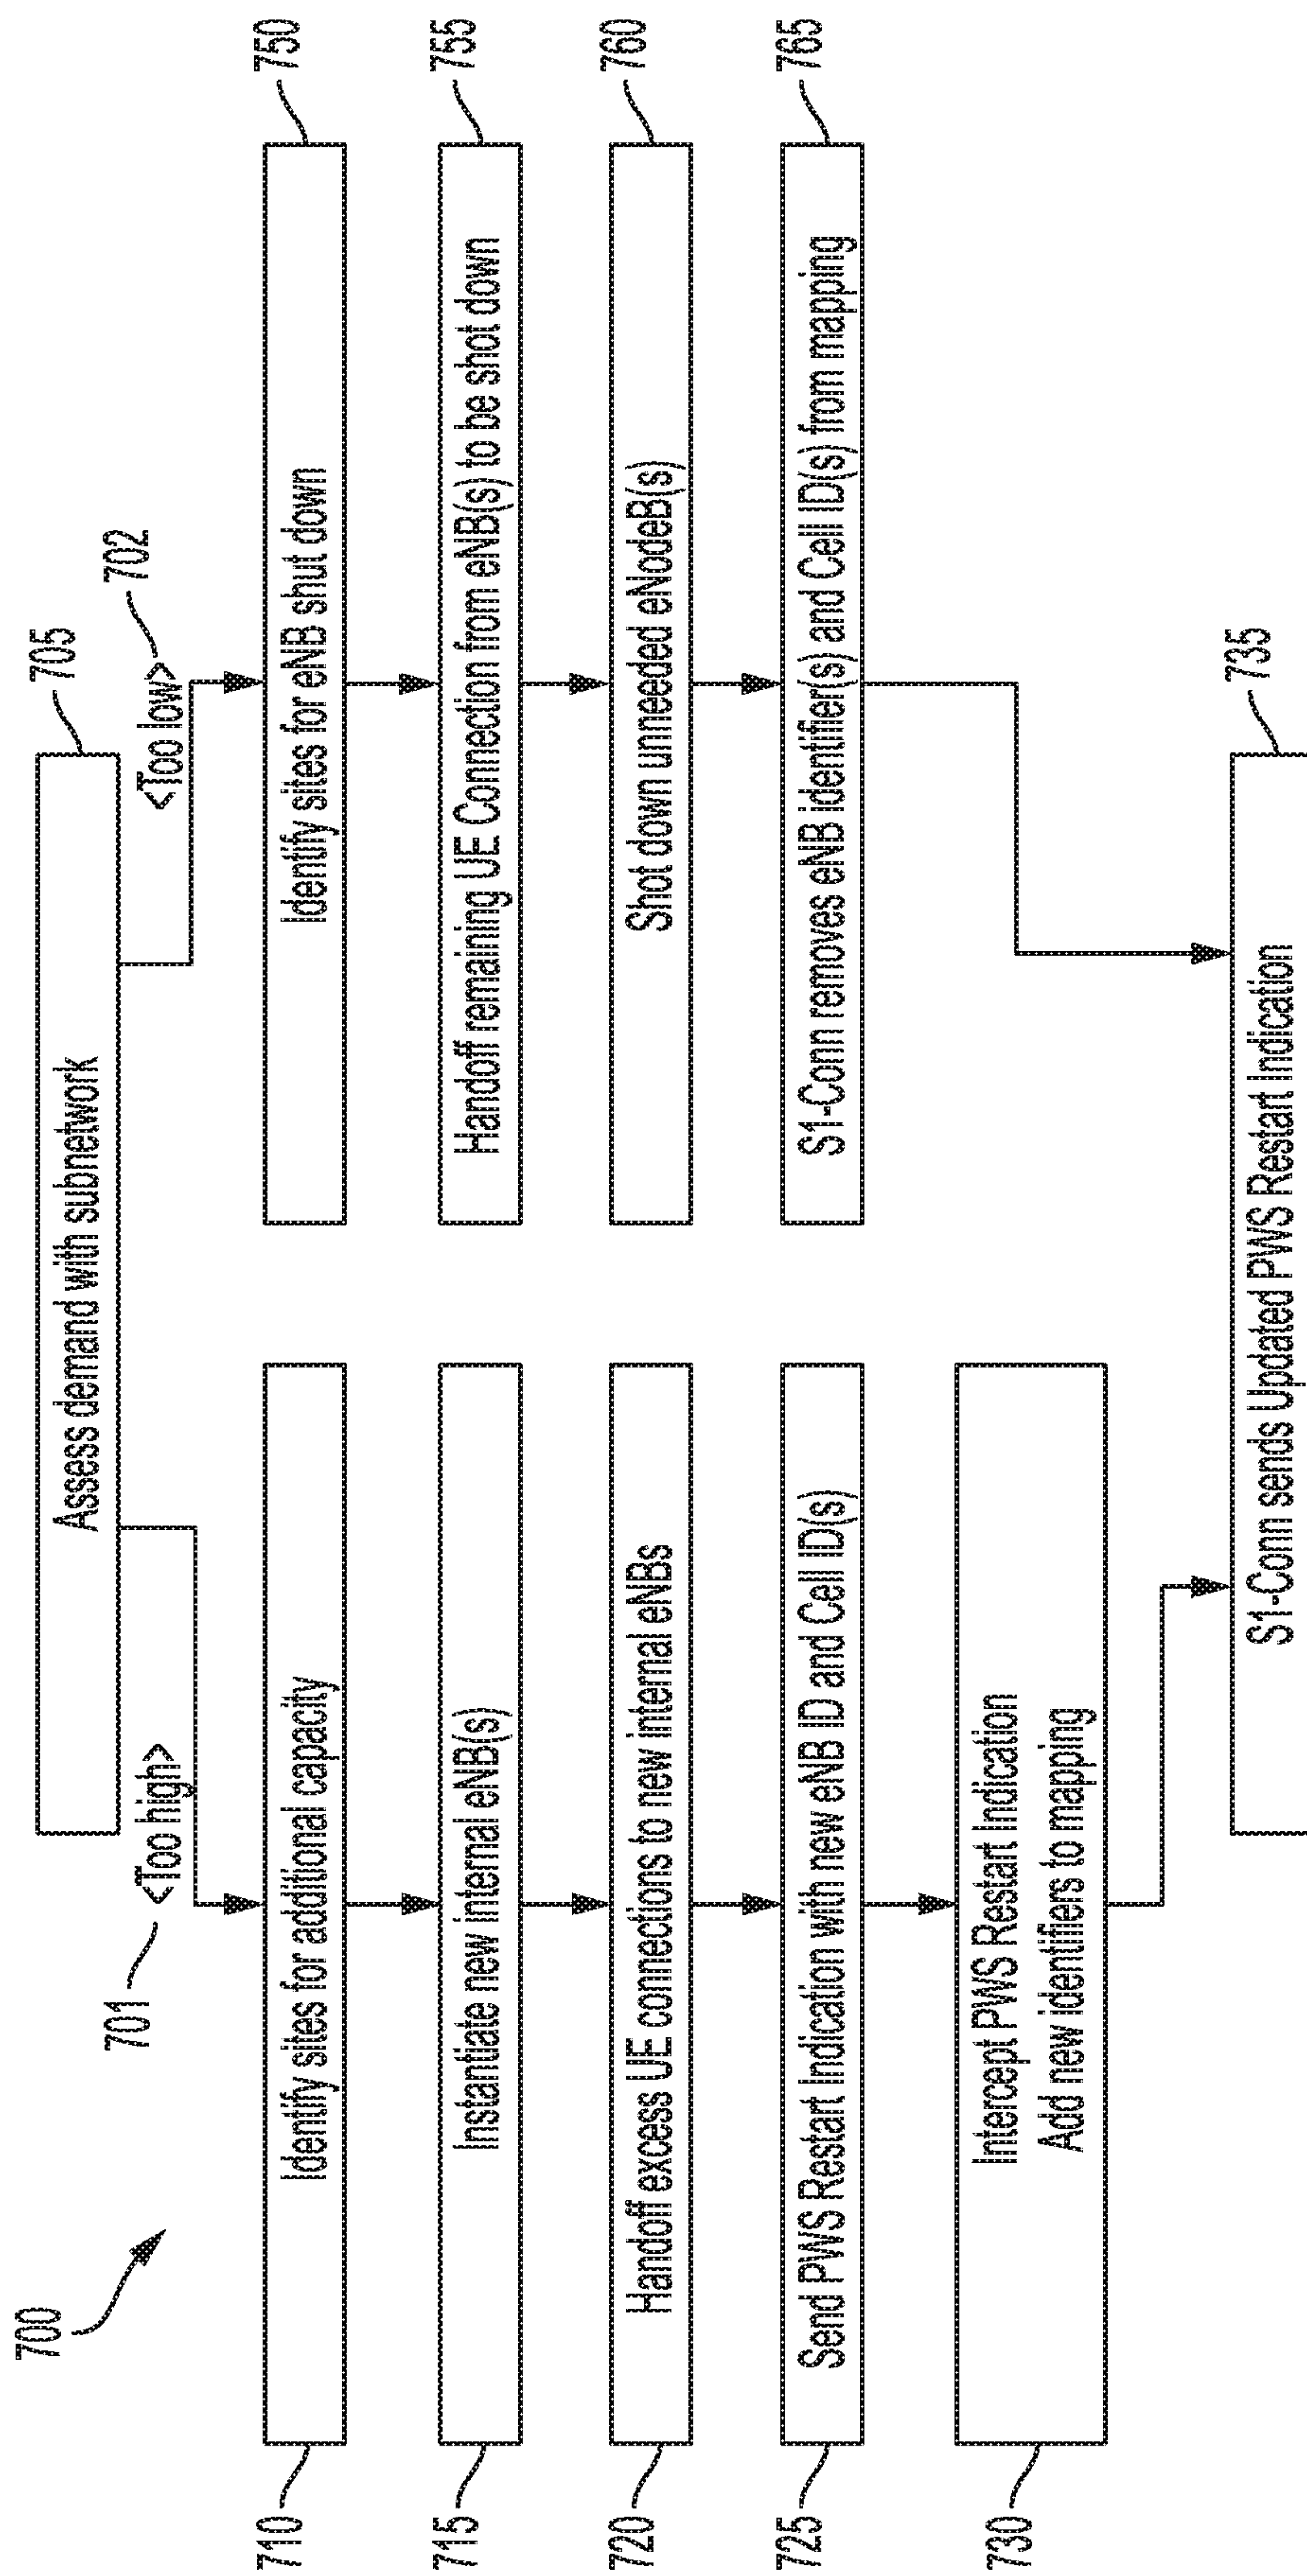 700
Assess demand with subnetwork
705
701
<Too high>
<Too low>
702
710
Identify sites for additional capacity
715
Instantiate new internal eNB(s)
720
Handoff excess UE connections to new internal eNBs
725
Send PWS Restart Indication with new eNB ID and Cell ID(s)
730
Intercept PWS Restart Indication
Add new identifiers to mapping
Identify sites for eNB shut down
750
Handoff remaining UE Connection from eNB(s) to be shot down
755
Shot down unneeded eNodeB(s)
760
S1-Conn removes eNB identifier(s) and Cell ID(s) from mapping
765
S1-Conn sends Updated PWS Restart Indication
735